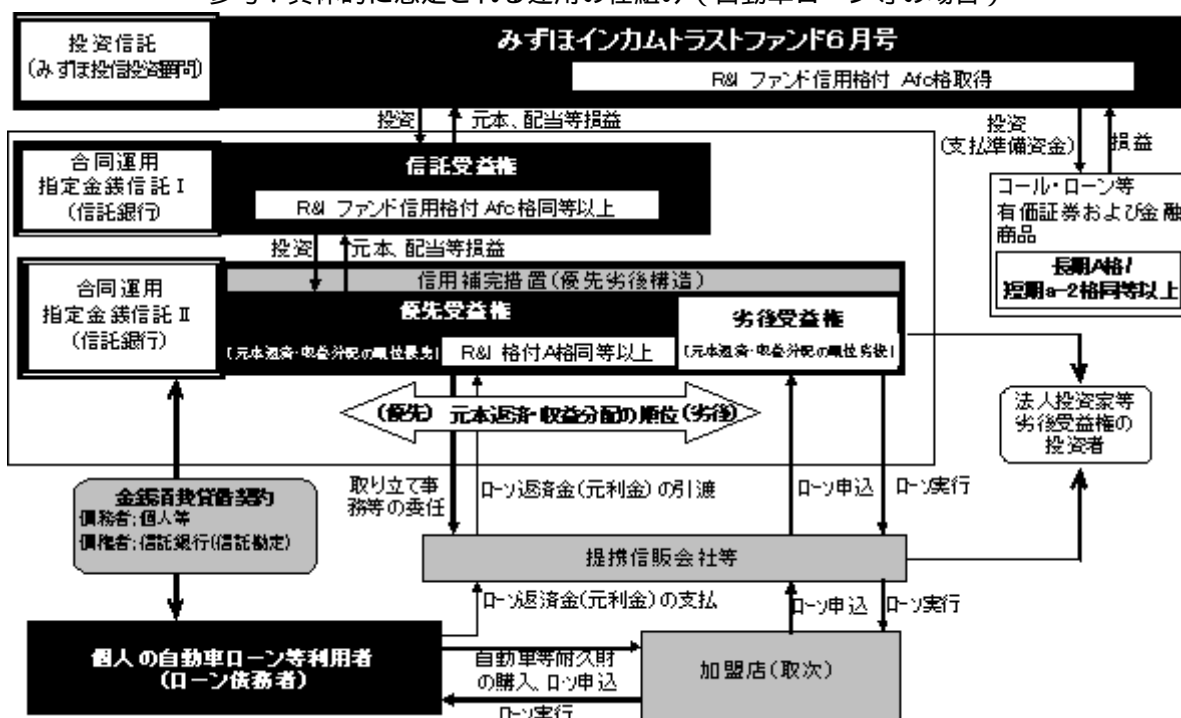 参考：具体的に想定される運用の仕組み（自動車ローン等の場合）
投資信託
(みずほ投信投資顧問)
みずほインカムトラストファンド6月号
R&I ファンド信用格付 Afc格取得
投資
元本、配当等損益
投資
(支払準備資金)
損益
合同運用
指定金銭信託Ⅰ
(信託銀行)
信託受益権
R&I ファンド信用格付 Afc格同等以上
コール・ローン等
有価証券および金融
商品
長期A格/
短期a-2格同等以上
投資
元本、配当等損益
合同運用
指定金銭信託Ⅱ
(信託銀行)
信用補完措置(優先劣後構造)
優先受益権
[元本返済・収益分配の順位優先]
R&I 格付A格同等以上
劣後受益権
[元本返済・収益分配の順位劣後]
(優先) 元本返済・収益分配の順位(劣後)
法人投資家等
劣後受益権の
投資者
金銭消費貸借契約
債務者;個人等
債権者;信託銀行(信託勘定)
取り立て事
務等の委任
ローン返済金(元利金)の引渡
ローン申込
ローン実行
提携信販会社等
ローン返済金(元利金)の支払
ローン申込
ローン実行
個人の自動車ローン等利用者
(ローン債務者)
自動車等耐久財
の購入、ローン申込
ローン実行
加盟店(取次)